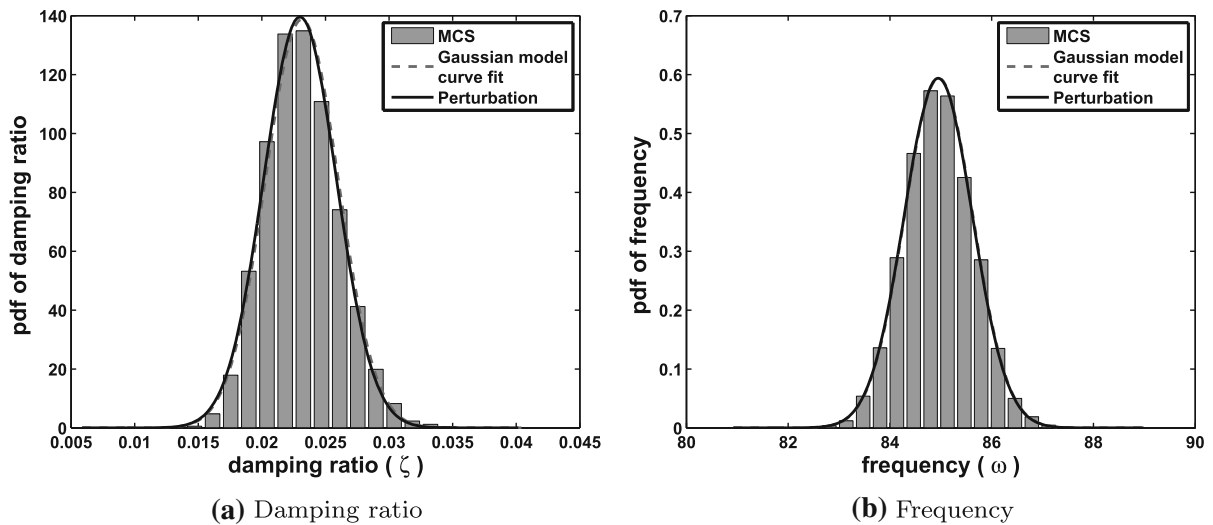 140
120
100
80
60
40
20
0
pdf of damping ratio
MCS
Gaussian model
curve fit
Perturbation
0.005 0.01 0.015 0.02 0.025 0.03 0.035 0.04 0.045
damping ratio ( ζ )
(a) Damping ratio
0.7
0.6
0.5
0.4
0.3
0.2
0.1
0
pdf of frequency
MCS
Gaussian model
curve fit
Perturbation
80 82 84 86 88 90
frequency ( ω )
(b) Frequency